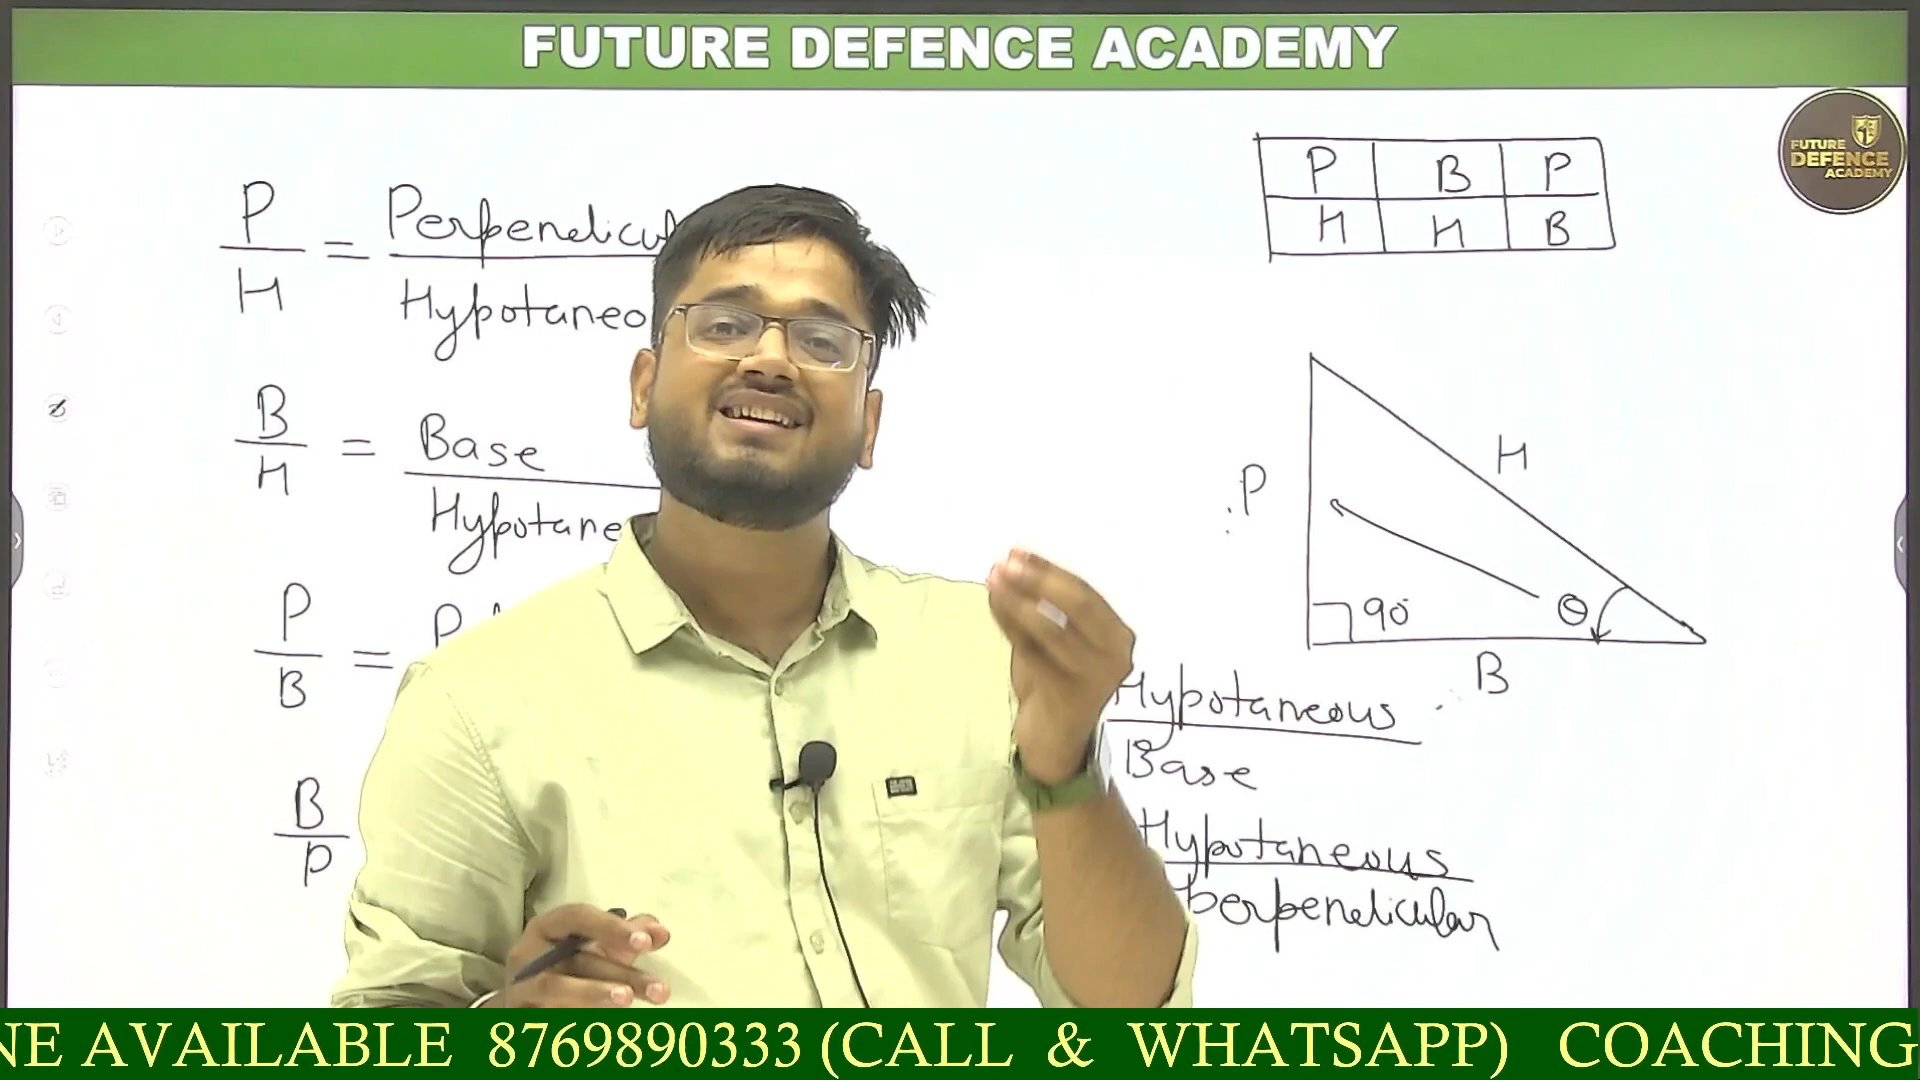 FUTURE DEFENCE ACADEMY
FUTURE
DEFENCE
ACADEMY
P B P
H H B
P = Perpendicul
H Hypotaneo
B = Base
H Hypotane
P = P
B
B
P
P
H
90°
θ
B
Hypotaneous
Base
Hypotaneous
perpendicular
NE AVAILABLE 8769890333 (CALL & WHATSAPP) COACHING